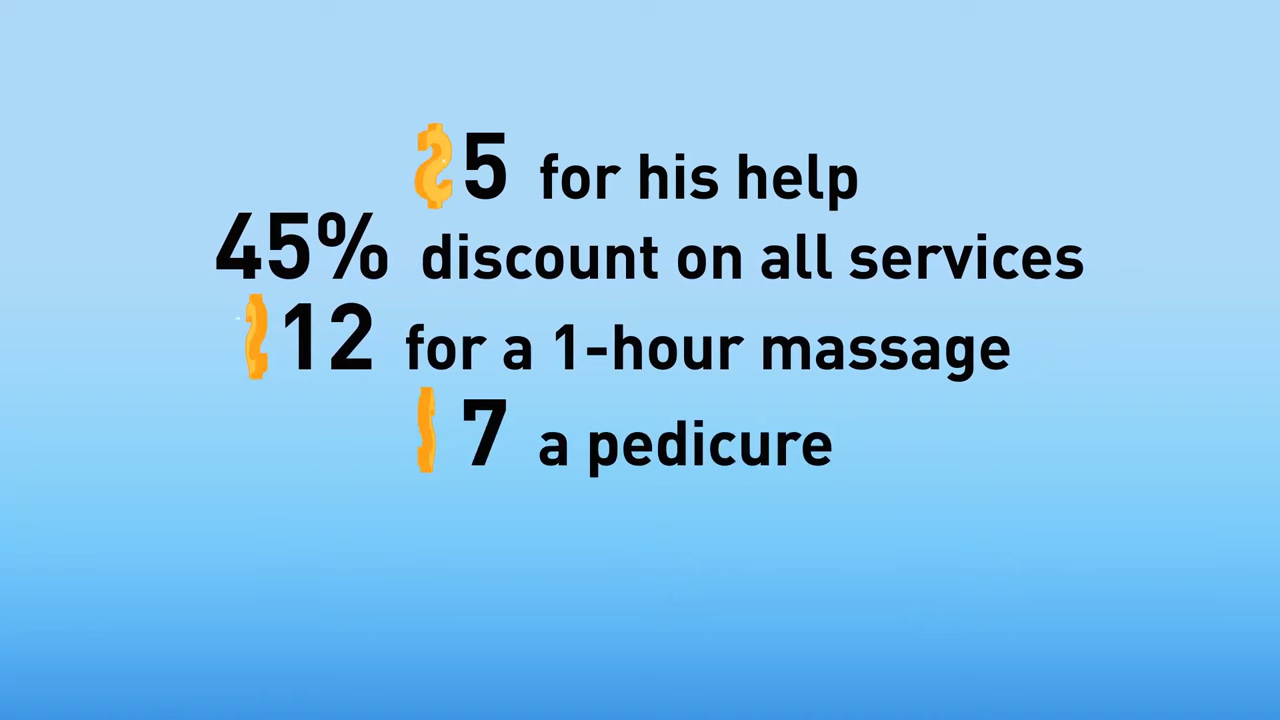 $5 for his help
45% discount on all services
$12 for a 1-hour massage
$7 a pedicure